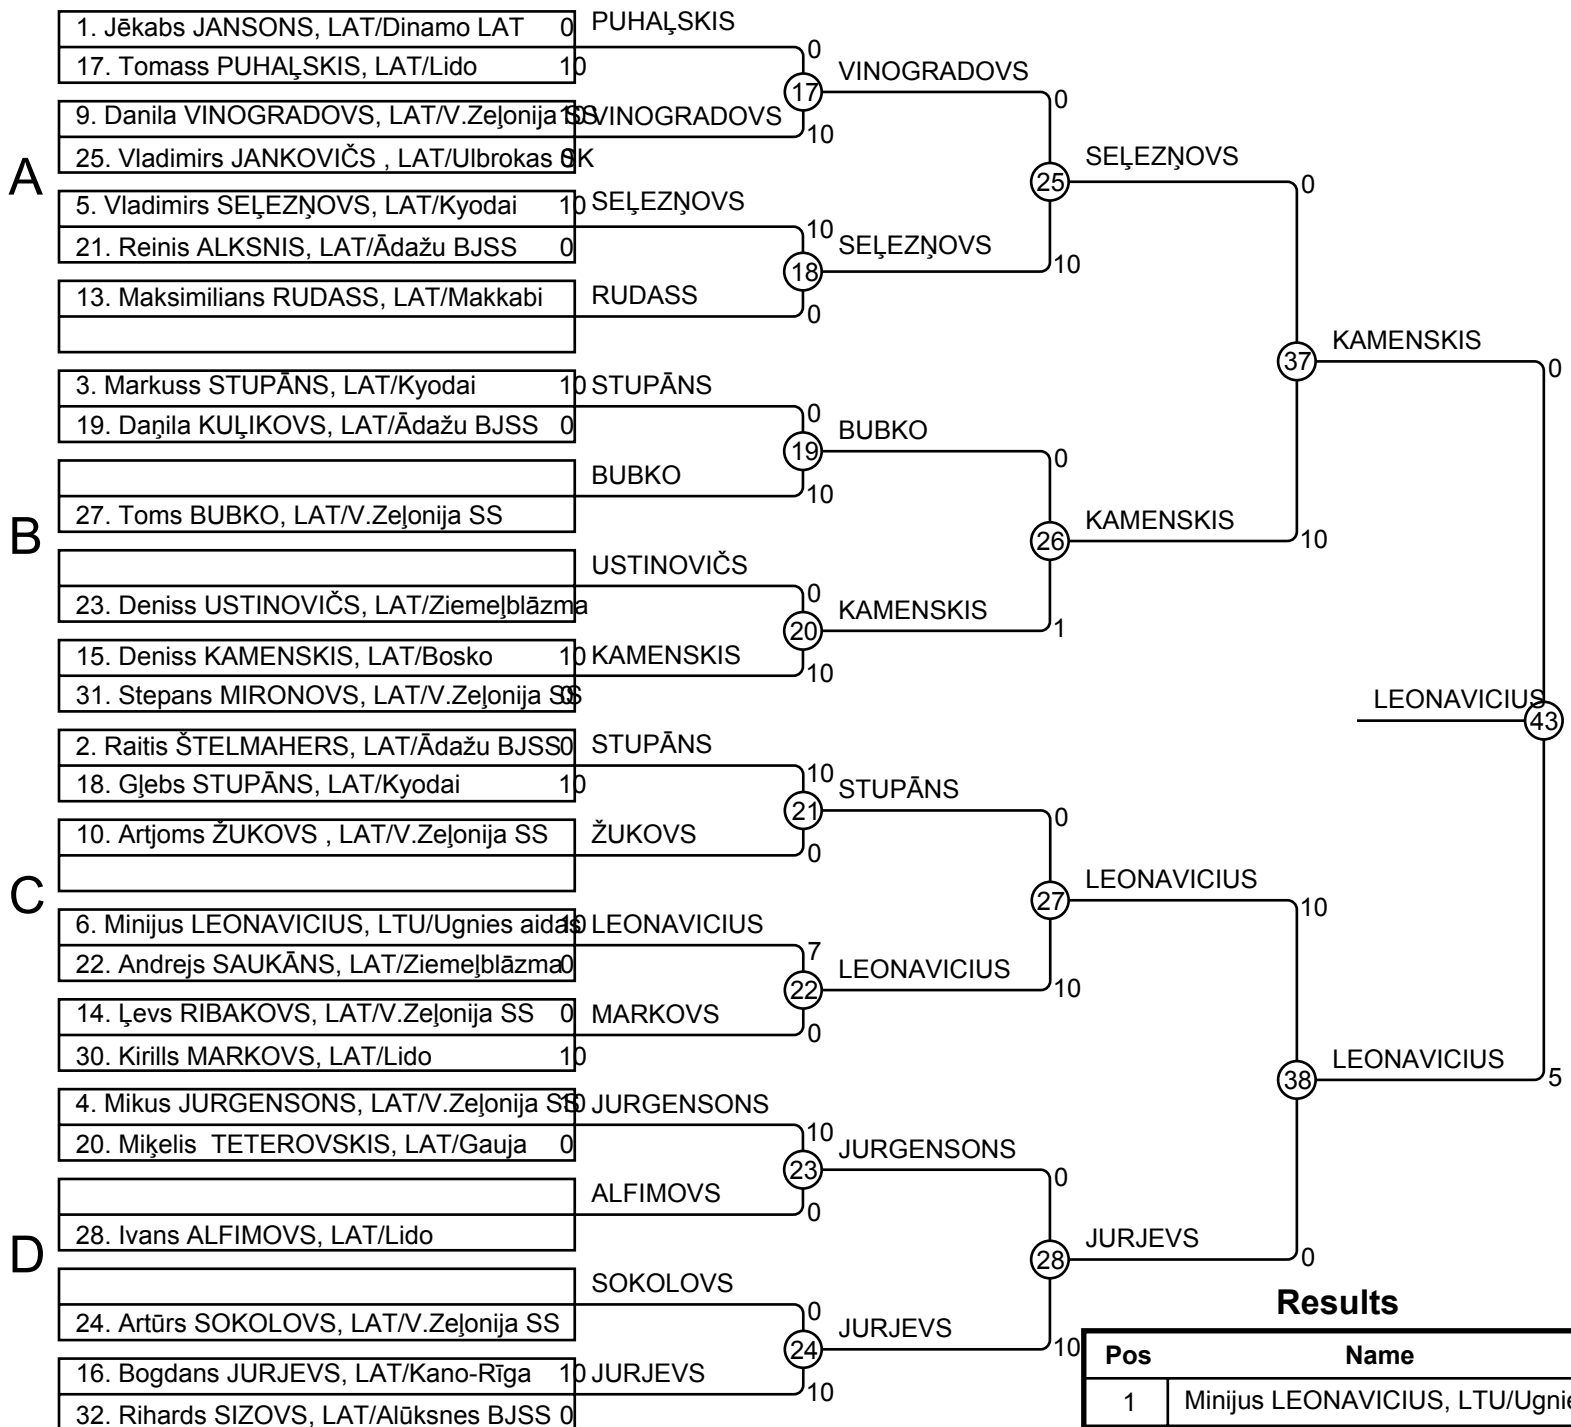 1. Jēkabs JANSONS, LAT/Dinamo LAT 0
17. Tomass PUHAĻSKIS, LAT/Lido 10
9. Danila VINOGRADOVS, LAT/V.Zeļonija SS 10
25. Vladimirs JANKOVIČS , LAT/Ulbrokas SK 0
A
5. Vladimirs SEĻEZŅOVS, LAT/Kyodai 10
21. Reinis ALKSNIS, LAT/Ādažu BJSS 0
13. Maksimilians RUDASS, LAT/Makkabi
3. Markuss STUPĀNS, LAT/Kyodai 10
19. Daņila KUĻIKOVS, LAT/Ādažu BJSS 0
27. Toms BUBKO, LAT/V.Zeļonija SS
B
23. Deniss USTINOVIČS, LAT/Ziemeļblāzma
15. Deniss KAMENSKIS, LAT/Bosko 10
31. Stepans MIRONOVS, LAT/V.Zeļonija SS 0
2. Raitis ŠTELMAHERS, LAT/Ādažu BJSS 0
18. Gļebs STUPĀNS, LAT/Kyodai 10
10. Artjoms ŽUKOVS , LAT/V.Zeļonija SS
C
6. Minijus LEONAVICIUS, LTU/Ugnies aidas 10
22. Andrejs SAUKĀNS, LAT/Ziemeļblāzma 0
14. Ļevs RIBAKOVS, LAT/V.Zeļonija SS 0
30. Kirills MARKOVS, LAT/Lido 10
4. Mikus JURGENSONS, LAT/V.Zeļonija SS 10
20. Miķelis TETEROVSKIS, LAT/Gauja 0
28. Ivans ALFIMOVS, LAT/Lido
D
24. Artūrs SOKOLOVS, LAT/V.Zeļonija SS
16. Bogdans JURJEVS, LAT/Kano-Rīga 10
32. Rihards SIZOVS, LAT/Alūksnes BJSS 0
PUHAĻSKIS 0
17
VINOGRADOVS 10
SEĻEZŅOVS 10
18
RUDASS 0
STUPĀNS 0
19
BUBKO 10
USTINOVIČS 0
20
KAMENSKIS 10
STUPĀNS 10
21
ŽUKOVS 0
LEONAVICIUS 7
22
MARKOVS 0
JURGENSONS 10
23
ALFIMOVS 0
SOKOLOVS 0
24
JURJEVS 10
VINOGRADOVS 0
25
SEĻEZŅOVS 10
BUBKO 0
26
KAMENSKIS 1
STUPĀNS 0
27
LEONAVICIUS 10
JURGENSONS 0
28
JURJEVS 10
SEĻEZŅOVS 0
37
KAMENSKIS 10
LEONAVICIUS 10
38
JURJEVS 0
KAMENSKIS 0
LEONAVICIUS 43
LEONAVICIUS 5
Results
Pos Name
1 Minijus LEONAVICIUS, LTU/Ugnie